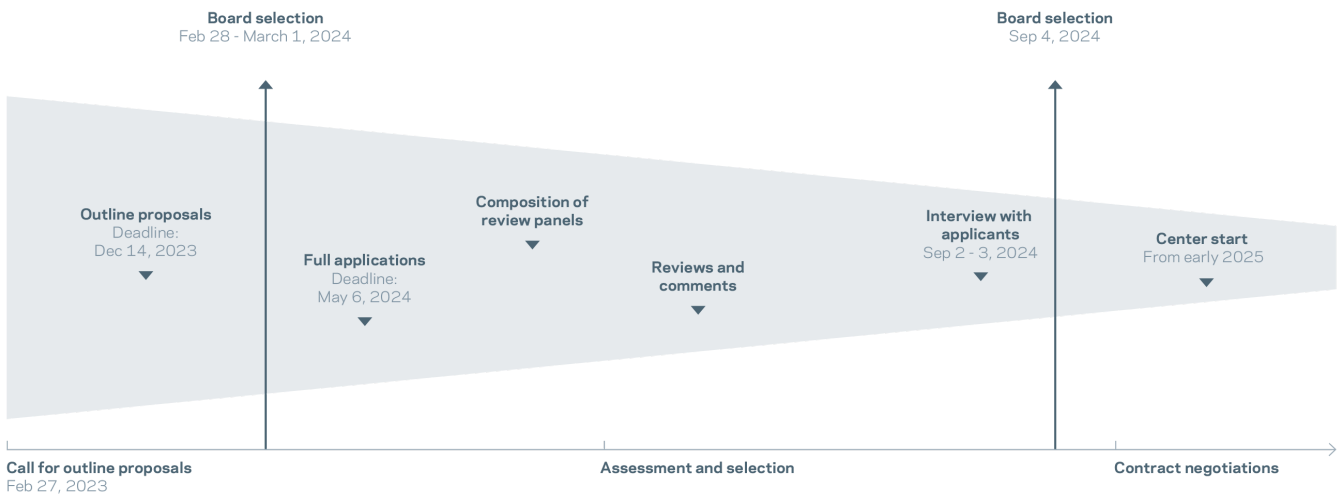 Board selection
Feb 28 - March 1, 2024
Board selection
Sep 4, 2024
Outline proposals
Deadline:
Dec 14, 2023
Full applications
Deadline:
May 6, 2024
Composition of
review panels
Reviews and
comments
Interview with
applicants
Sep 2 - 3, 2024
Center start
From early 2025
Call for outline proposals
Feb 27, 2023
Assessment and selection
Contract negotiations